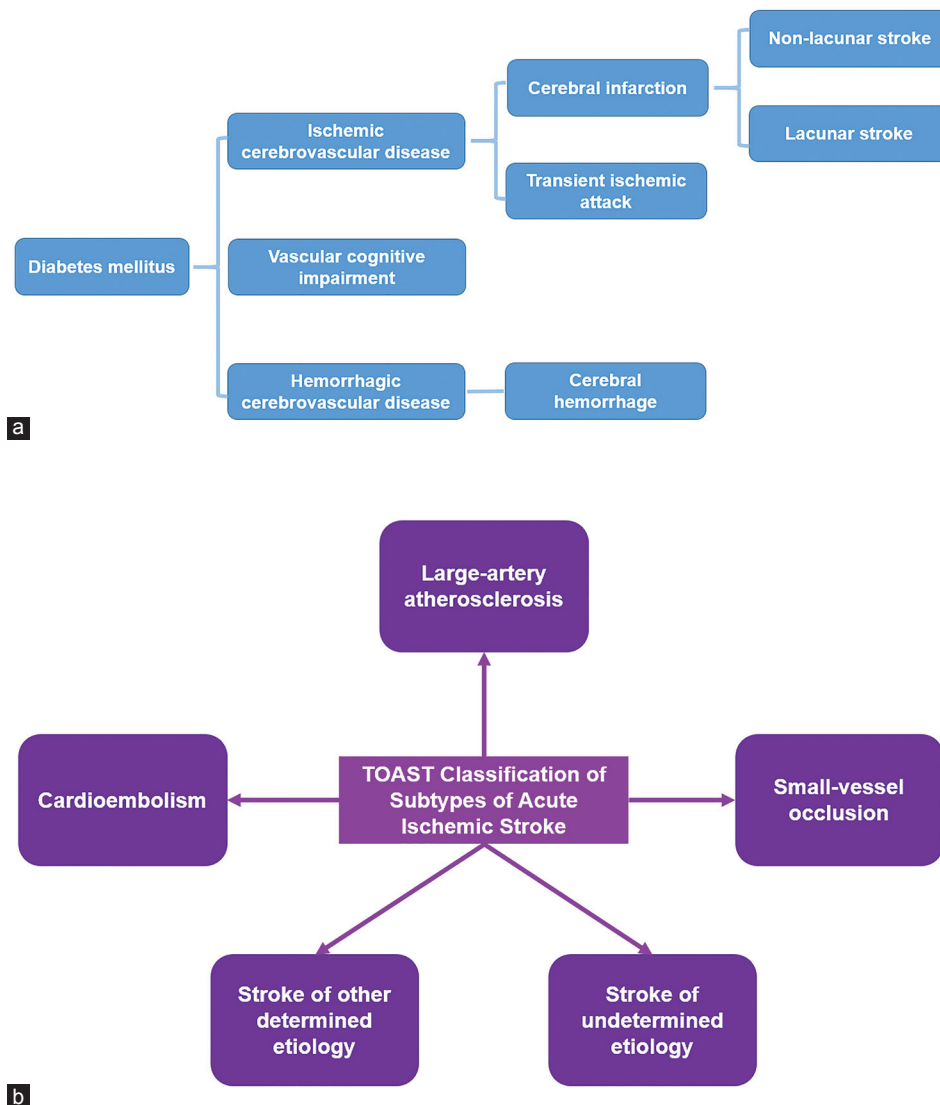 Non-lacunar stroke
Cerebral infarction
Ischemic
cerebrovascular disease
Lacunar stroke
Transient ischemic
attack
Diabetes mellitus
Vascular cognitive
impairment
Hemorrhagic
cerebrovascular disease
Cerebral
hemorrhage
a
Large-artery
atherosclerosis
Cardioembolism
TOAST Classification of
Subtypes of Acute
Ischemic Stroke
Small-vessel
occlusion
Stroke of other
determined
etiology
Stroke of
undetermined
etiology
b